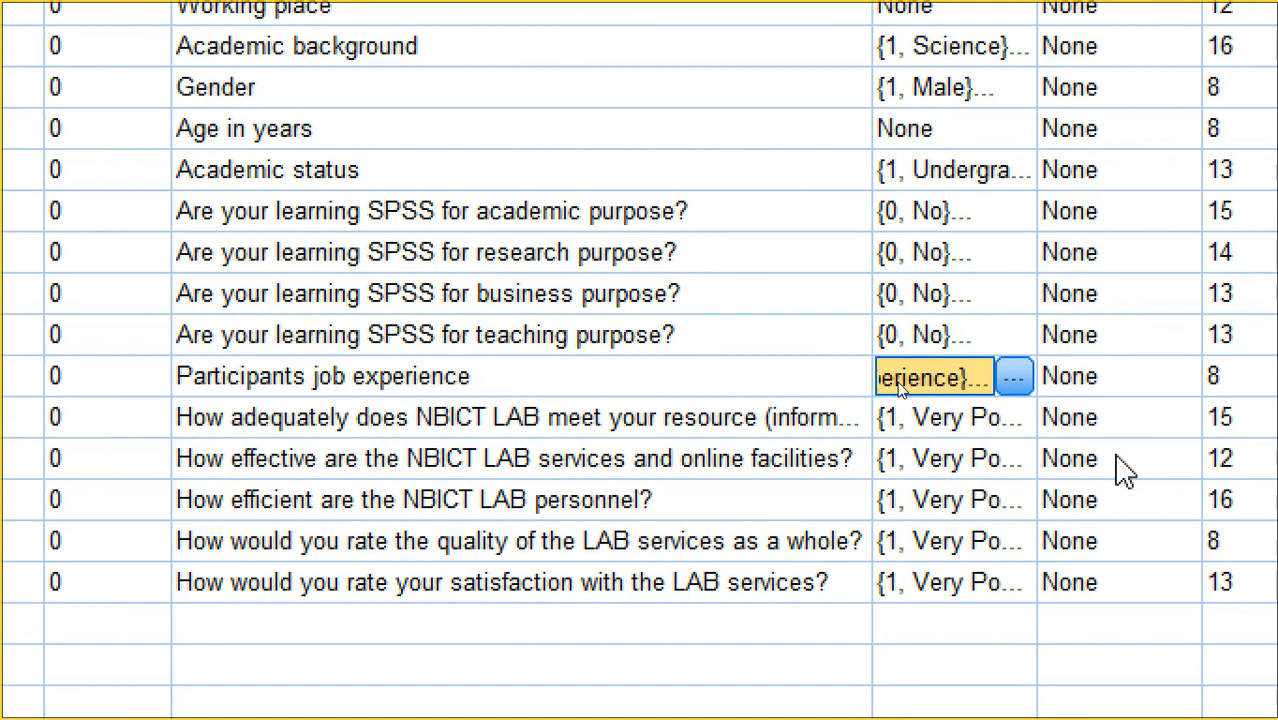 0 Working place None None 12
0 Academic background {1, Science}... None 16
0 Gender {1, Male}... None 8
0 Age in years None None 8
0 Academic status {1, Undergra... None 13
0 Are your learning SPSS for academic purpose? {0, No}... None 15
0 Are your learning SPSS for research purpose? {0, No}... None 14
0 Are your learning SPSS for business purpose? {0, No}... None 13
0 Are your learning SPSS for teaching purpose? {0, No}... None 13
0 Participants job experience erience}... ... None 8
0 How adequately does NBICT LAB meet your resource (inform... {1, Very Po... None 15
0 How effective are the NBICT LAB services and online facilities? {1, Very Po... None 12
0 How efficient are the NBICT LAB personnel? {1, Very Po... None 16
0 How would you rate the quality of the LAB services as a whole? {1, Very Po... None 8
0 How would you rate your satisfaction with the LAB services? {1, Very Po... None 13